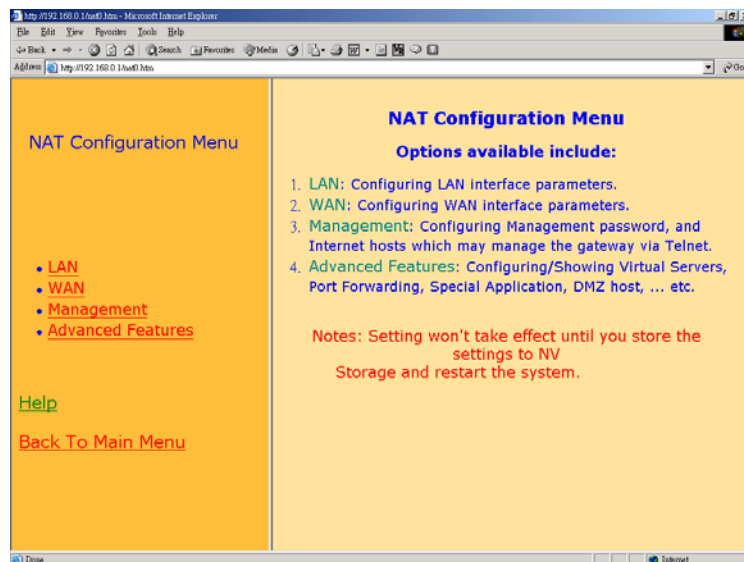 http://192.168.0.1/nat0.htm - Microsoft Internet Explorer
File Edit View Favorites Tools Help
Back Search Favorites Media
Address http://192.168.0.1/nat0.htm Go
NAT Configuration Menu
• LAN
• WAN
• Management
• Advanced Features
Help
Back To Main Menu
NAT Configuration Menu
Options available include:
1. LAN: Configuring LAN interface parameters.
2. WAN: Configuring WAN interface parameters.
3. Management: Configuring Management password, and
Internet hosts which may manage the gateway via Telnet.
4. Advanced Features: Configuring/Showing Virtual Servers,
Port Forwarding, Special Application, DMZ host, ... etc.
Notes: Setting won't take effect until you store the
settings to NV
Storage and restart the system.
Done Internet